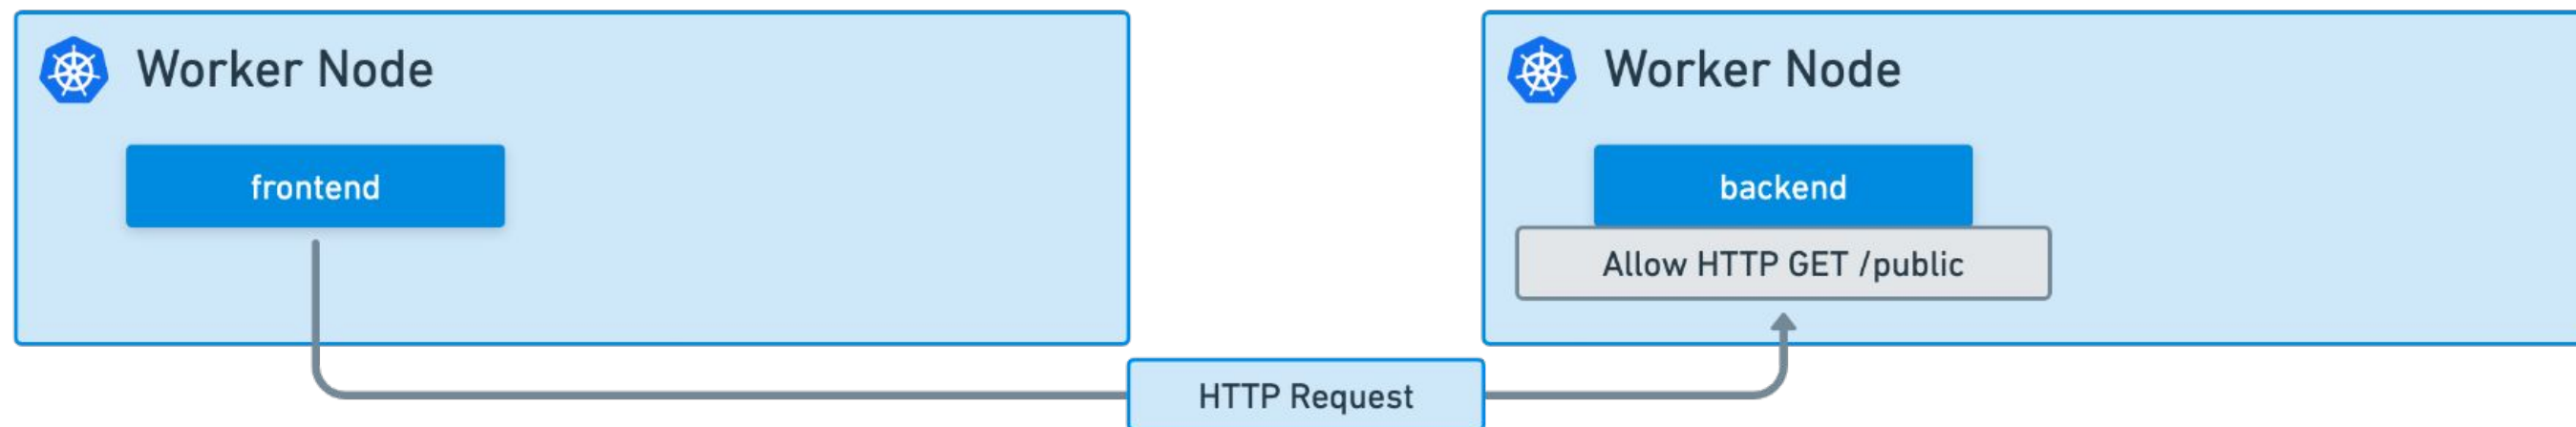 Worker Node
frontend
Worker Node
backend
Allow HTTP GET /public
HTTP Request